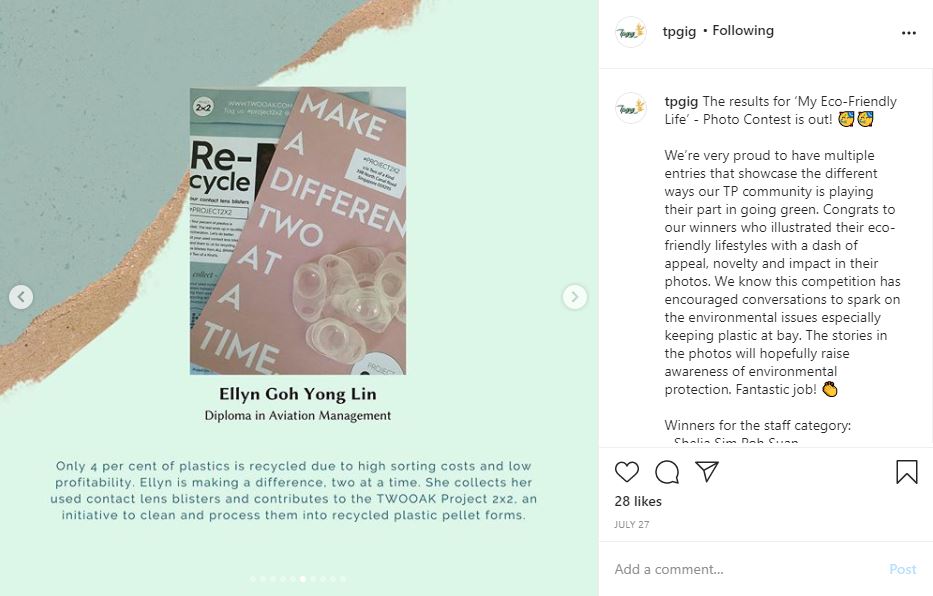 2x2
WWW.TWOOAK.COM
Tag us #project2x2 @
Re-
cycle
our contact lens blisters
#PROJECT2X2
collect -
MAKE
A
DIFFEREN
TWO
AT
A
TIME.
#PROJECT2X2
c/o Two of a Kind
PROJECT
Ellyn Goh Yong Lin
Diploma in Aviation Management
Only 4 per cent of plastics is recycled due to high sorting costs and low
profitability. Ellyn is making a difference, two at a time. She collects her
used contact lens blisters and contributes to the TWOOAK Project 2x2, an
initiative to clean and process them into recycled plastic pellet forms.
tpgig
tpgig • Following
tpgig
tpgig The results for ‘My Eco-Friendly
Life’ - Photo Contest is out! 🥳🥳
We’re very proud to have multiple
entries that showcase the different
ways our TP community is playing
their part in going green. Congrats to
our winners who illustrated their eco-
friendly lifestyles with a dash of
appeal, novelty and impact in their
photos. We know this competition has
encouraged conversations to spark on
the environmental issues especially
keeping plastic at bay. The stories in
the photos will hopefully raise
awareness of environmental
protection. Fantastic job! 👏
Winners for the staff category:
- Shelia Sim Poh Suan
28 likes
JULY 27
Add a comment...
Post